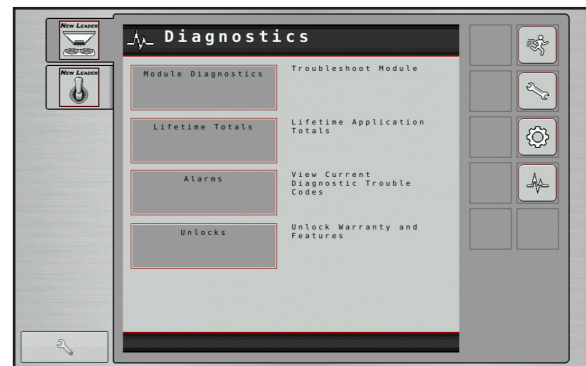 NEW LEADER
NEW LEADER
Diagnostics
Module Diagnostics
Troubleshoot Module
Lifetime Totals
Lifetime Application
Totals
Alarms
View Current
Diagnostic Trouble
Codes
Unlocks
Unlock Warranty and
Features